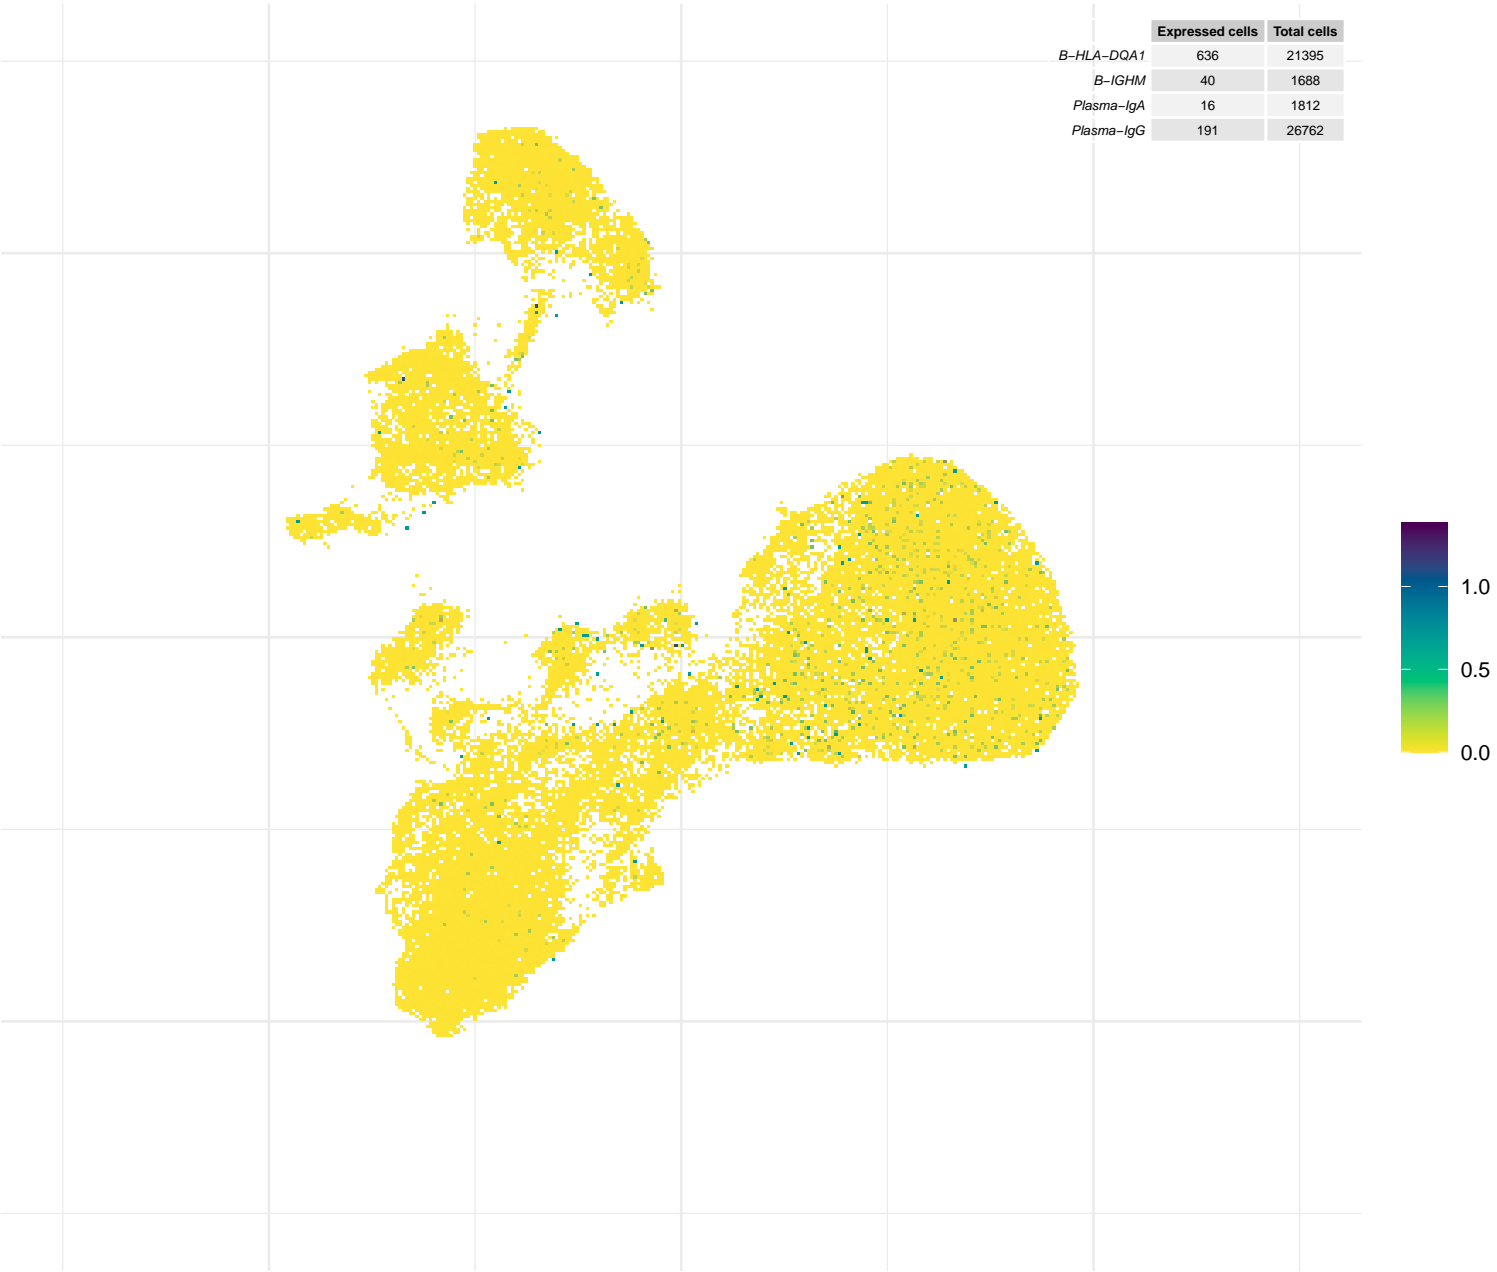 Expressed cells Total cells
B−HLA−DQA1 636 21395
B−IGHM 40 1688
Plasma−IgA 16 1812
Plasma−IgG 191 26762
1.0
0.5
0.0